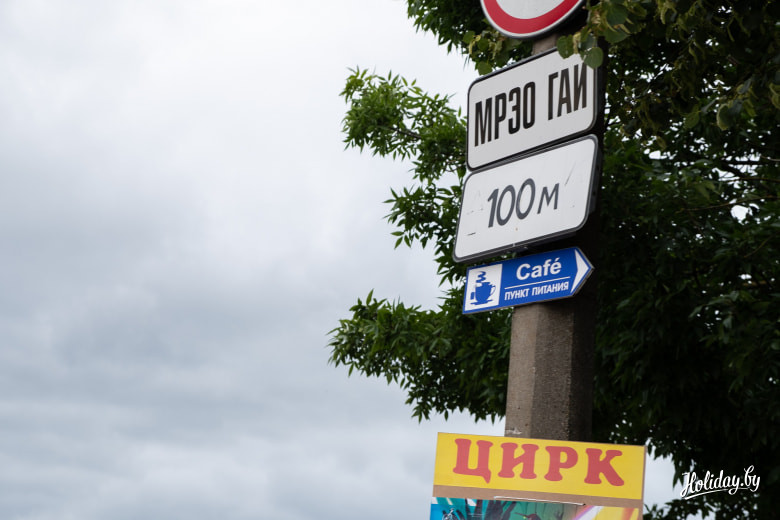 МРЭО ГАИ
100 м
Café
ПУНКТ ПИТАНИЯ
ЦИРК
Holiday.by